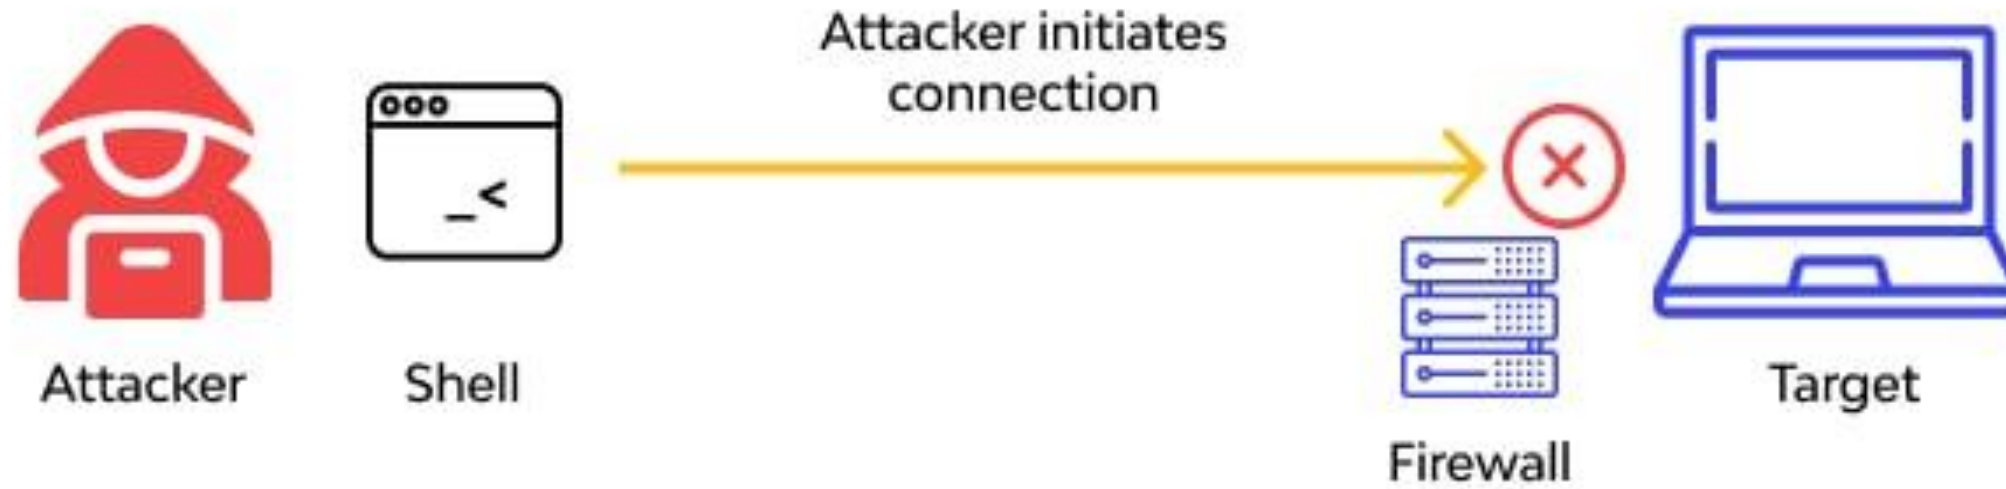 Attacker initiates
connection
_<
Attacker
Shell
Target
Firewall